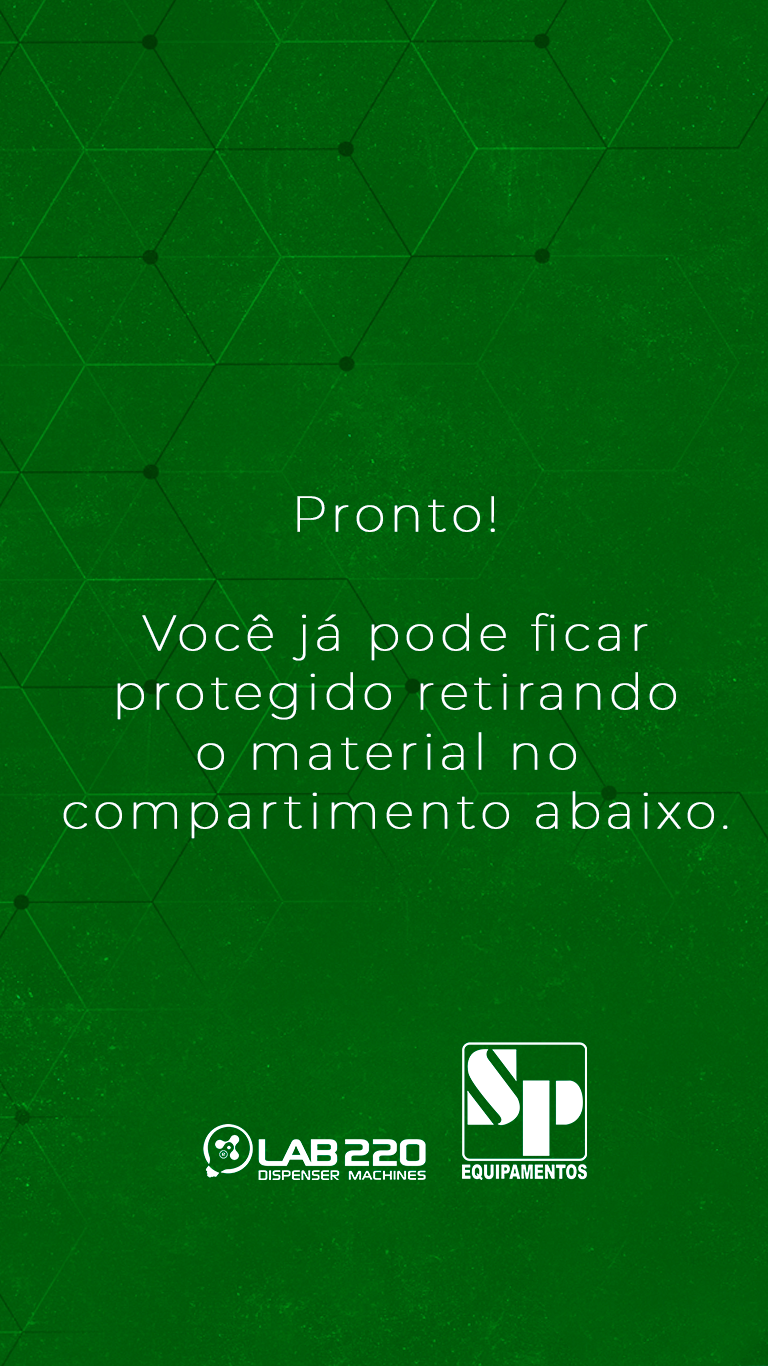 Pronto!
Você já pode ficar
protegido retirando
o material no
compartimento abaixo.
LAB 220
DISPENSER MACHINES
SP
EQUIPAMENTOS